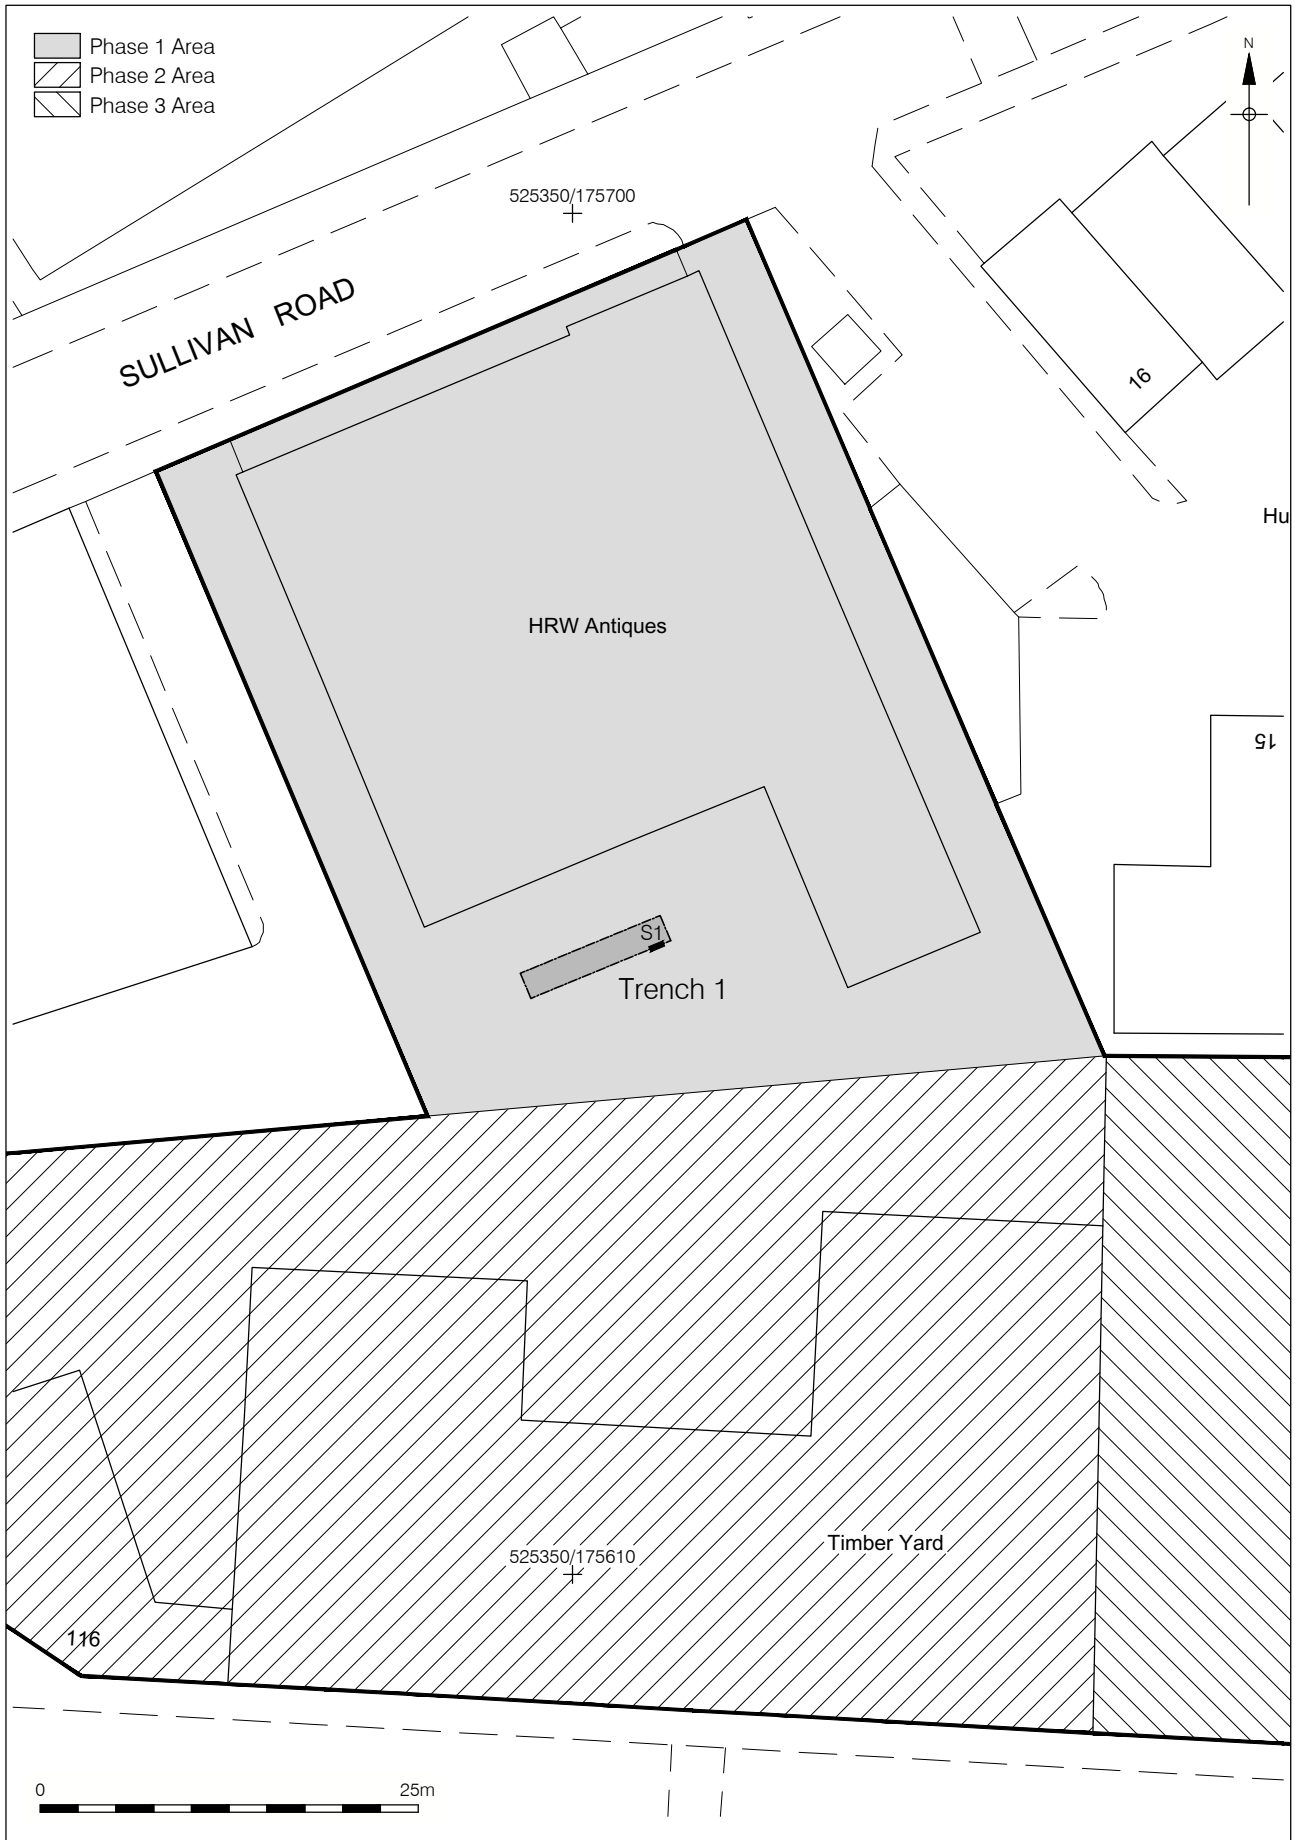 Phase 1 Area
Phase 2 Area
Phase 3 Area
N
525350/175700
SULLIVAN ROAD
16
Hu
HRW Antiques
15
S1
Trench 1
525350/175610
Timber Yard
116
0 25m